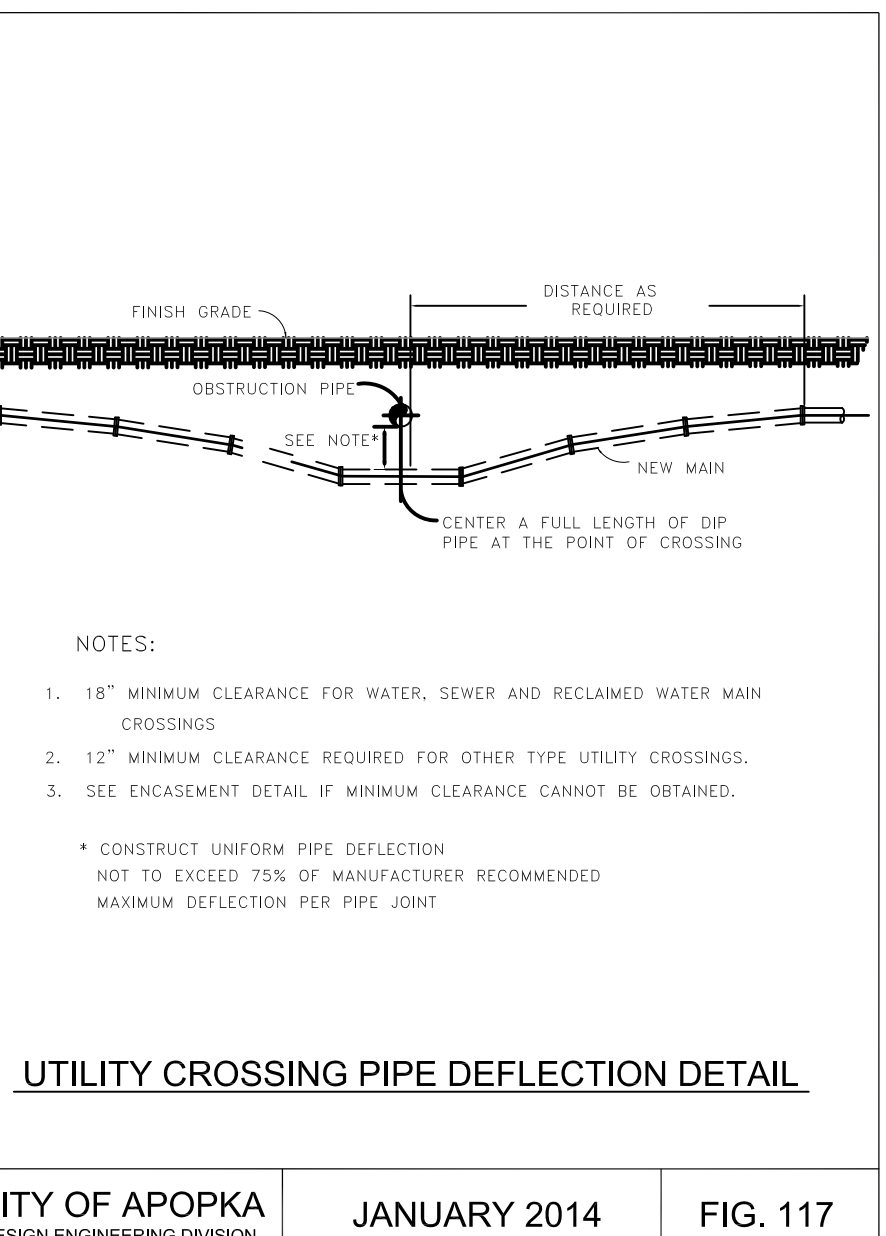 DISTANCE AS
REQUIRED
FINISH GRADE
OBSTRUCTION PIPE
SEE NOTE*
NEW MAIN
CENTER A FULL LENGTH OF DIP
PIPE AT THE POINT OF CROSSING
NOTES:
1. 18" MINIMUM CLEARANCE FOR WATER, SEWER AND RECLAIMED WATER MAIN
CROSSINGS
2. 12" MINIMUM CLEARANCE REQUIRED FOR OTHER TYPE UTILITY CROSSINGS.
3. SEE ENCASEMENT DETAIL IF MINIMUM CLEARANCE CANNOT BE OBTAINED.
* CONSTRUCT UNIFORM PIPE DEFLECTION
NOT TO EXCEED 75% OF MANUFACTURER RECOMMENDED
MAXIMUM DEFLECTION PER PIPE JOINT
UTILITY CROSSING PIPE DEFLECTION DETAIL
ITY OF APOPKA
ESIGN ENGINEERING DIVISION
JANUARY 2014
FIG. 117